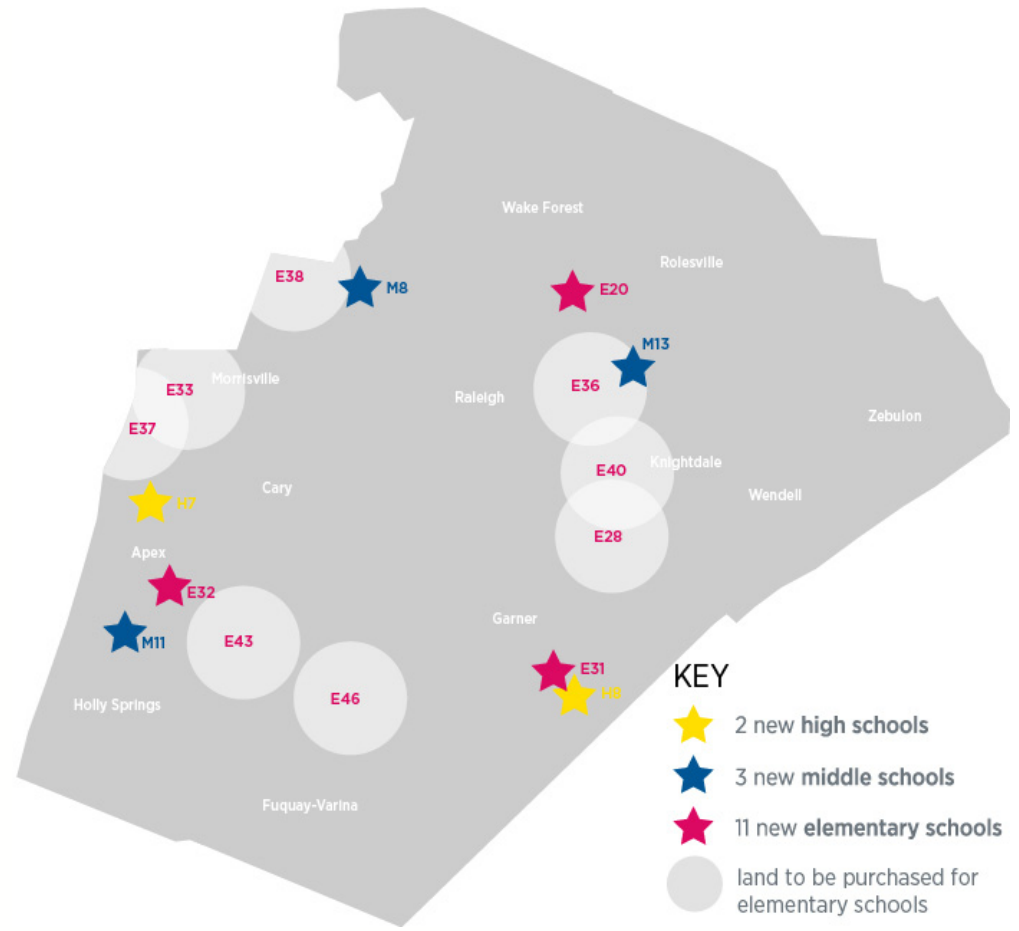 Wake Forest
Rolesville
E38
M8
E20
M13
Morrisville
E33
E36
Raleigh
Zebulon
E37
Knightdale
E40
Cary
Wendell
H7
E28
Apex
E32
Garner
M11
E43
E31
KEY
H8
E46
Holly Springs
2 new high schools
3 new middle schools
Fuquay-Varina
11 new elementary schools
land to be purchased for
elementary schools